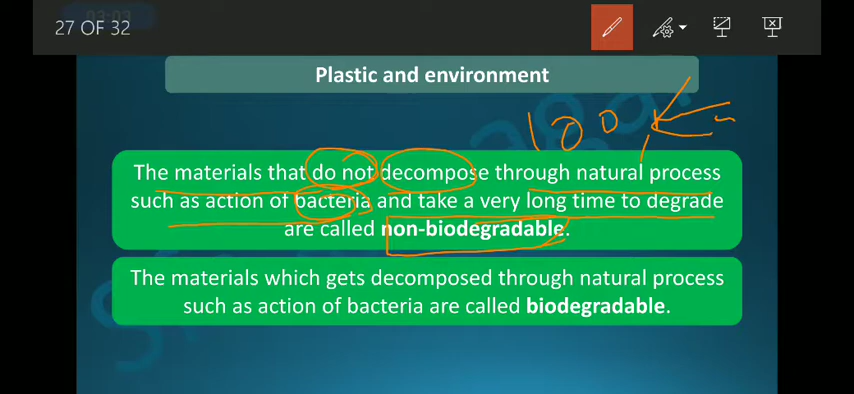 27 OF 32
Plastic and environment
100
The materials that do not decompose through natural process
such as action of bacteria and take a very long time to degrade
are called non-biodegradable.
The materials which gets decomposed through natural process
such as action of bacteria are called biodegradable.